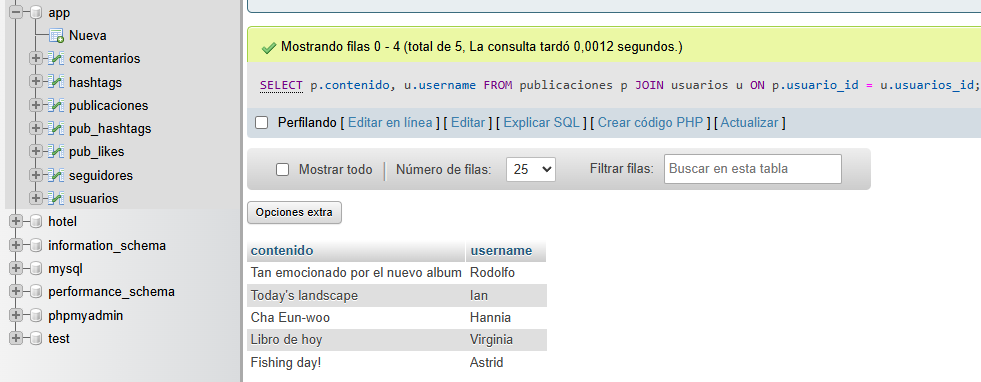 app
Nueva
comentarios
hashtags
publicaciones
pub_hashtags
pub_likes
seguidores
usuarios
hotel
information_schema
mysql
performance_schema
phpmyadmin
test
Mostrando filas 0 - 4 (total de 5, La consulta tardó 0,0012 segundos.)
SELECT p.contenido, u.username FROM publicaciones p JOIN usuarios u ON p.usuario_id = u.usuarios_id;
Perfilando [ Editar en línea ] [ Editar ] [ Explicar SQL ] [ Crear código PHP ] [ Actualizar ]
Mostrar todo Número de filas: 25 Filtrar filas: Buscar en esta tabla
Opciones extra
contenido username
Tan emocionado por el nuevo album Rodolfo
Today's landscape Ian
Cha Eun-woo Hannia
Libro de hoy Virginia
Fishing day! Astrid